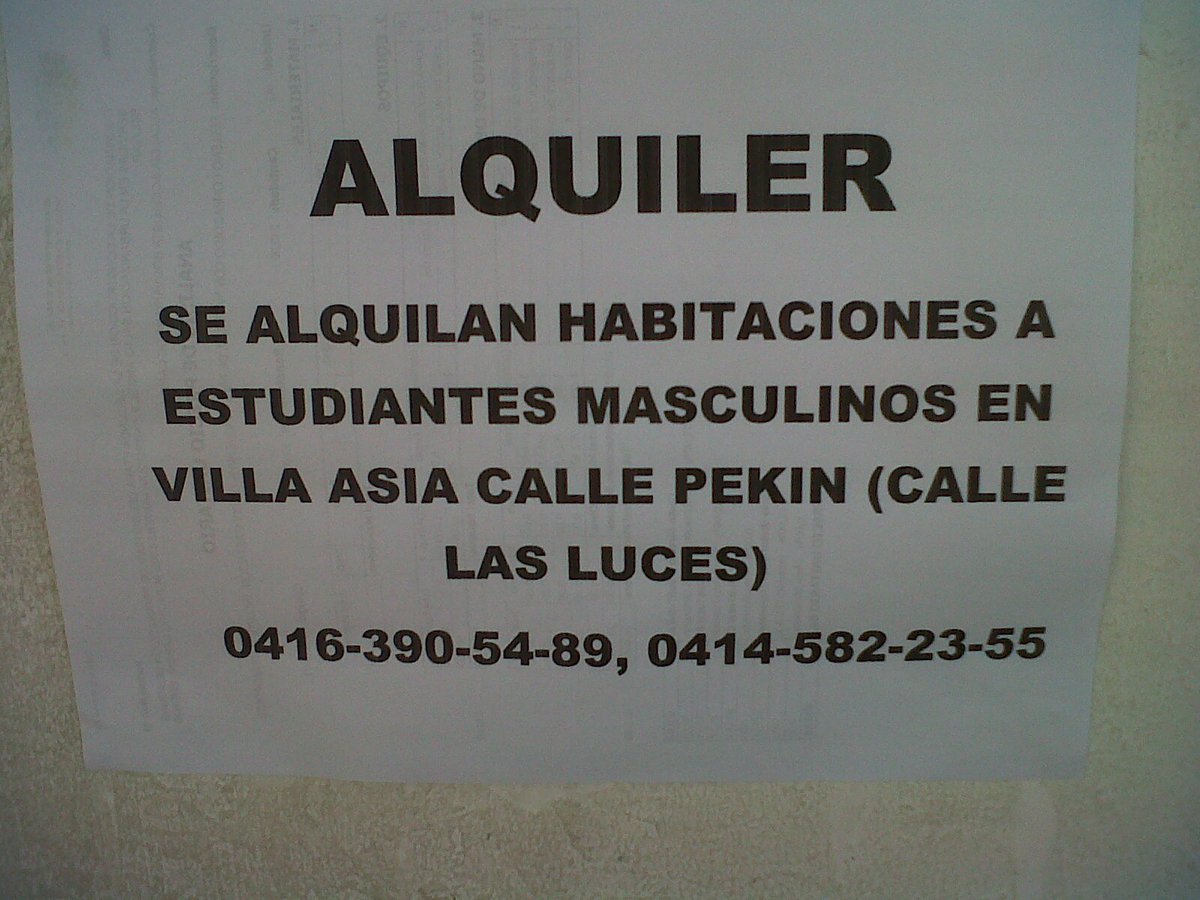 ALQUILER
SE ALQUILAN HABITACIONES A
ESTUDIANTES MASCULINOS EN
VILLA ASIA CALLE PEKIN (CALLE
LAS LUCES)
0416-390-54-89, 0414-582-23-55